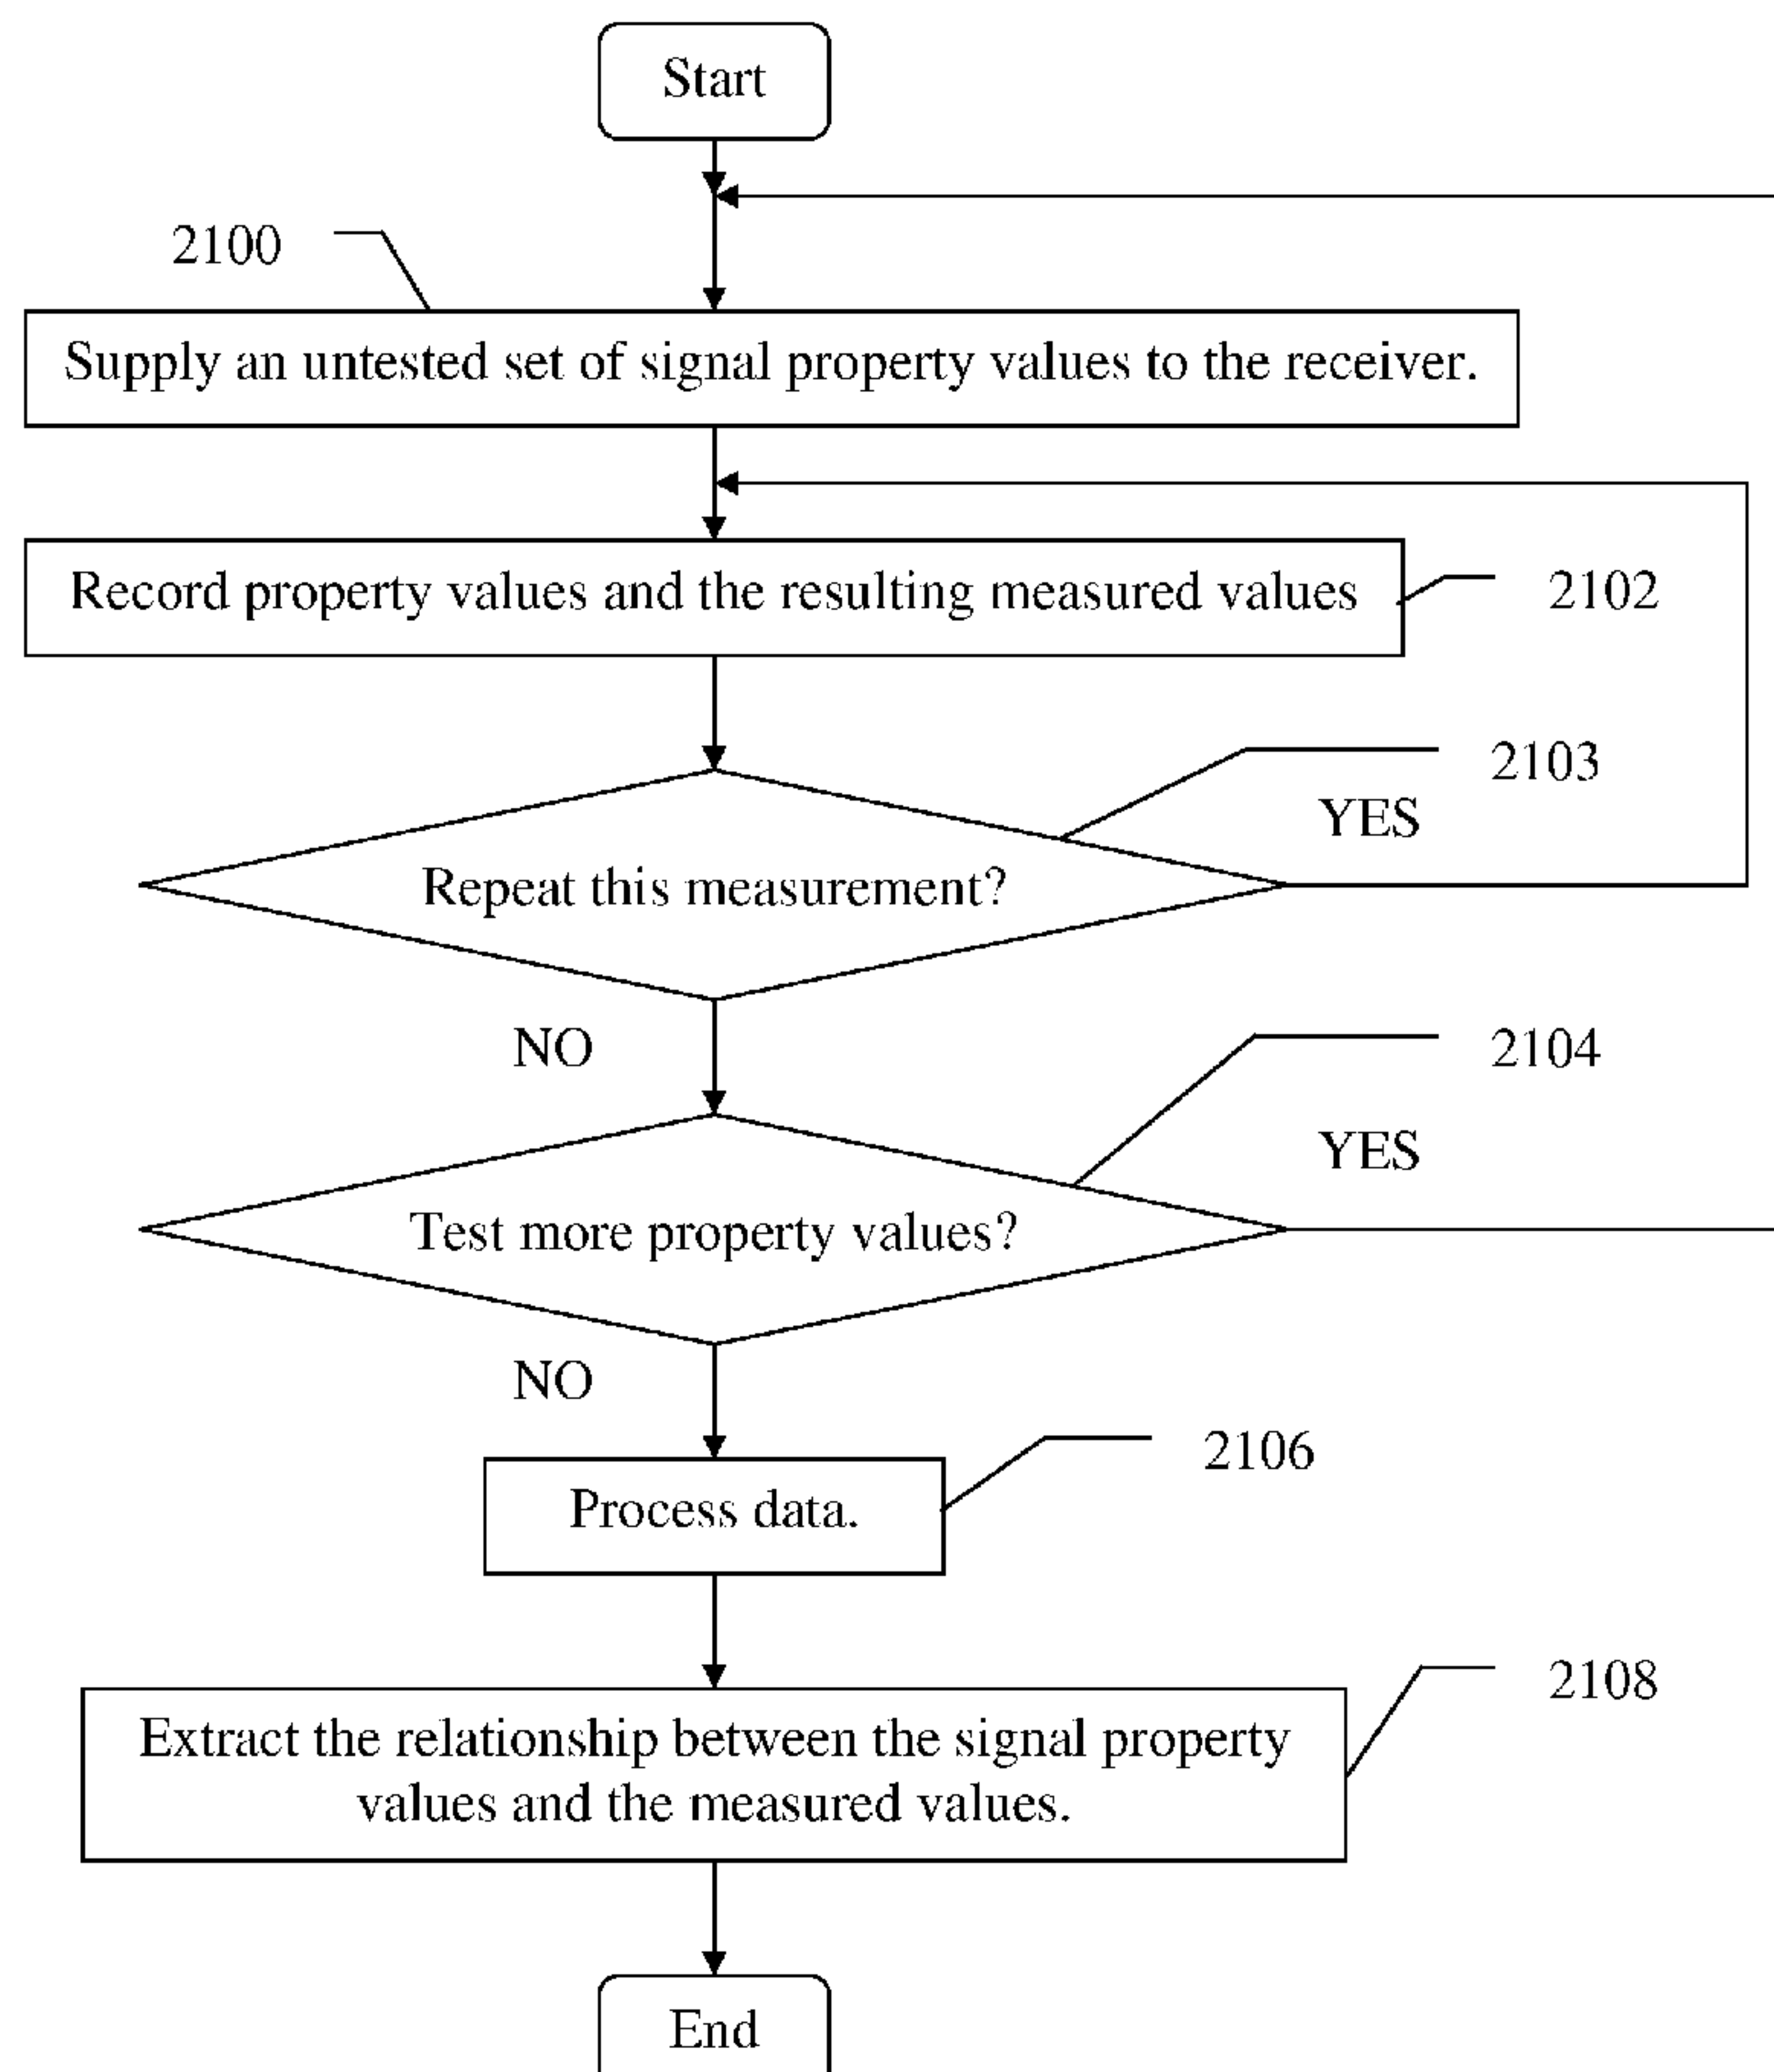 Start
2100
Supply an untested set of signal property values to the receiver.
Record property values and the resulting measured values
2102
2103
YES
Repeat this measurement?
NO
2104
YES
Test more property values?
NO
2106
Process data.
2108
Extract the relationship between the signal property
values and the measured values.
End